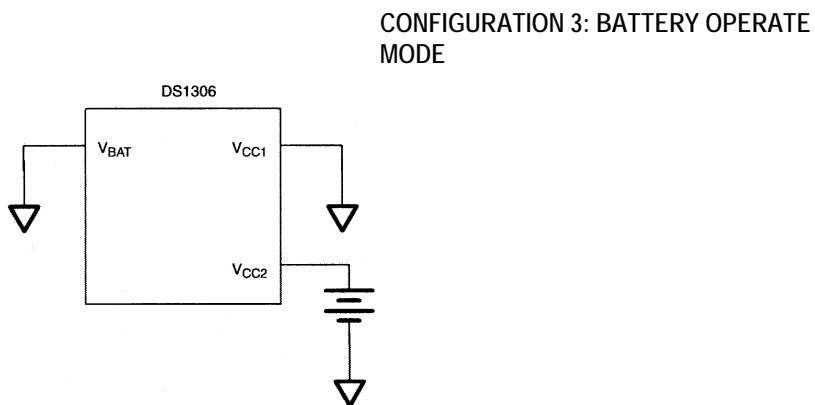 CONFIGURATION 3: BATTERY OPERATE
MODE
DS1306
VBAT
VCC1
VCC2